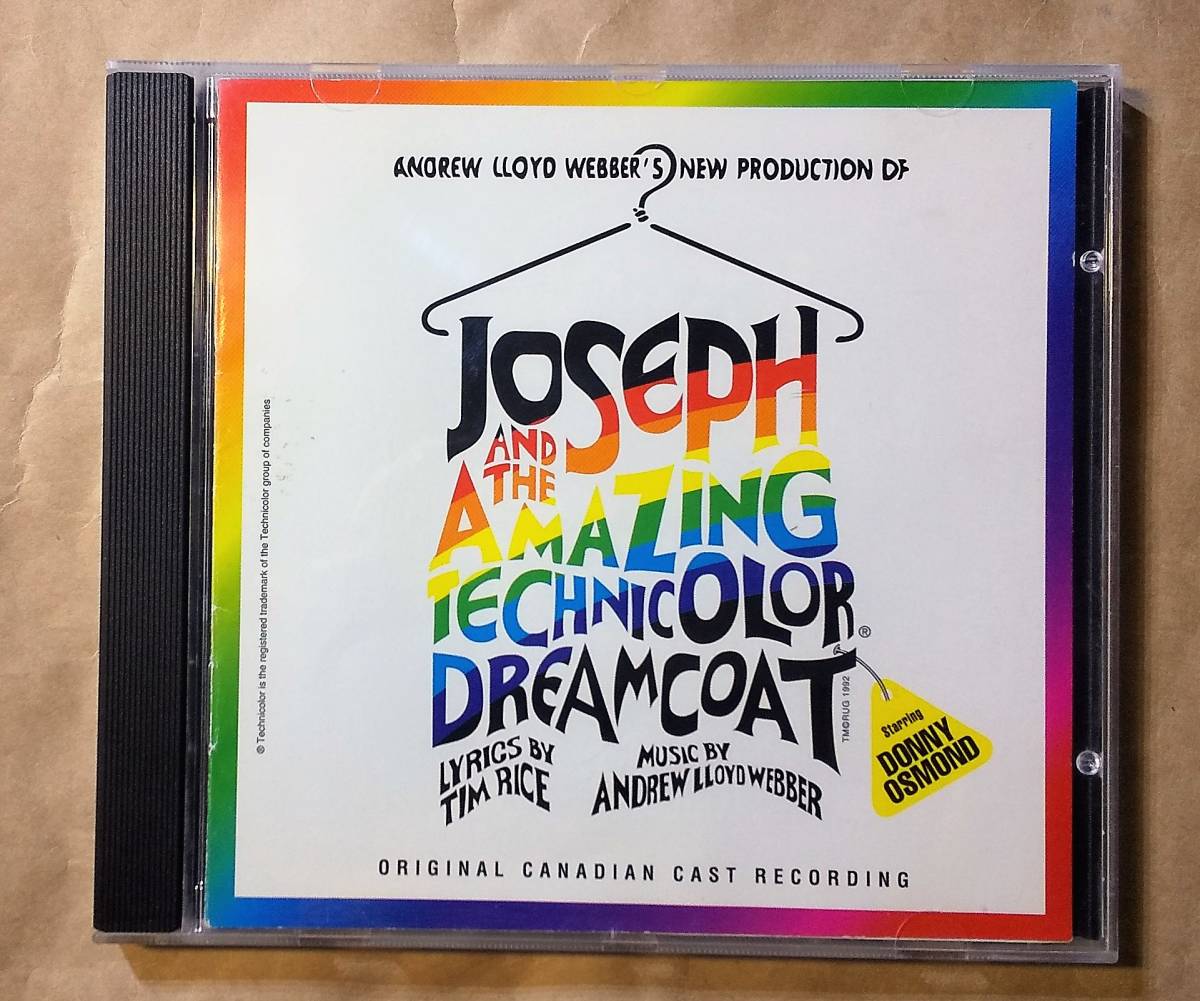 ANDREW LLOYD WEBBER'S NEW PRODUCTION OF
JOSEPH
AND
THE
AMAZING
TECHNICOLOR
DREAMCOAT
®
TM©RUG 1992
Starring
DONNY
OSMOND
LYRICS BY
TIM RICE
MUSIC BY
ANDREW LLOYD WEBBER
ORIGINAL CANADIAN CAST RECORDING
® Technicolor is the registered trademark of the Technicolor group of companies